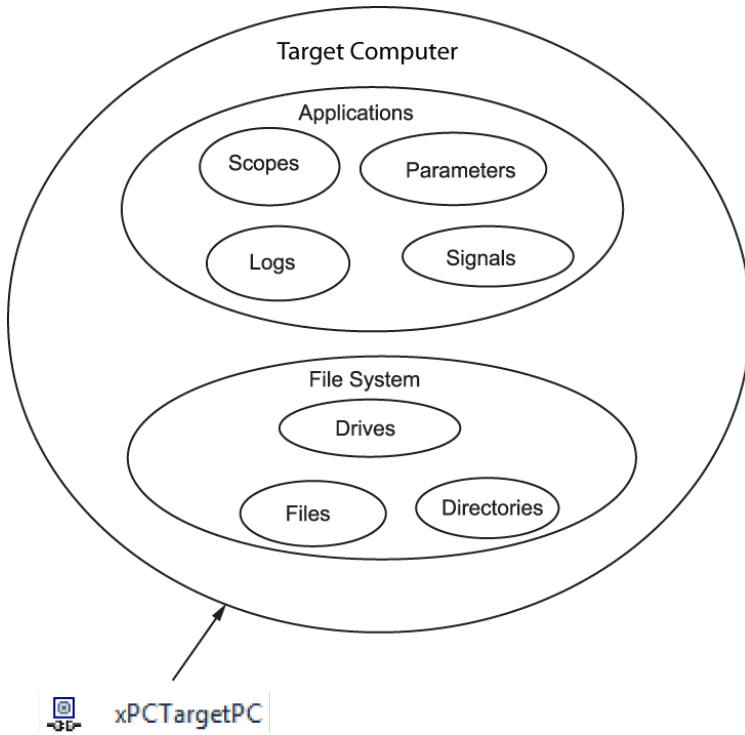 Target Computer
Applications
Scopes
Parameters
Logs
Signals
File System
Drives
Files
Directories
xPCTargetPC